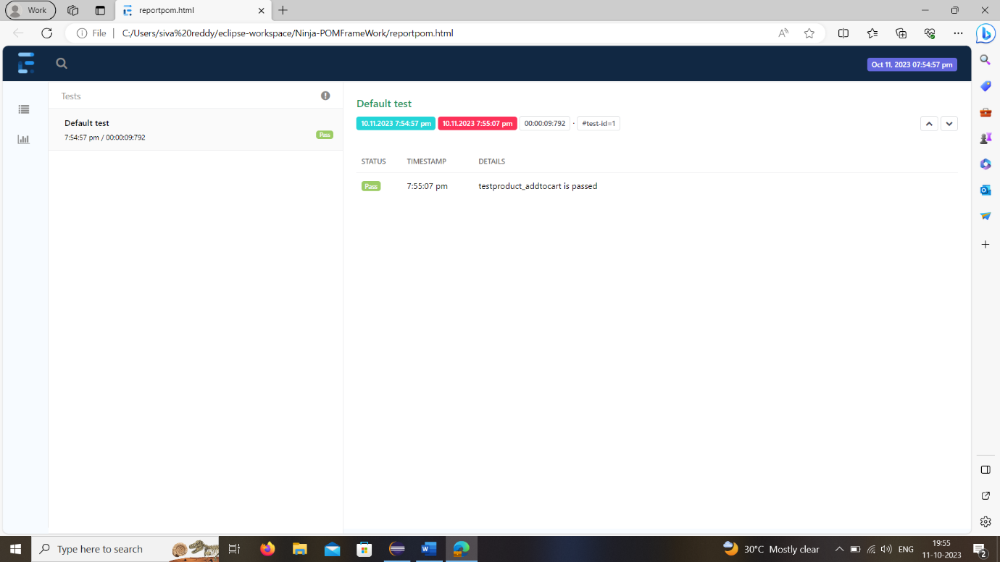 Work
reportpom.html
File | C:/Users/siva%20reddy/eclipse-workspace/Ninja-POMFrameWork/reportpom.html
Oct 11, 2023 07:54:57 pm
Tests
Default test
7:54:57 pm / 00:00:09:792
Pass
Default test
10.11.2023 7:54:57 pm 10.11.2023 7:55:07 pm 00:00:09:792 · #test-id=1
STATUS TIMESTAMP DETAILS
Pass 7:55:07 pm testproduct_addtocart is passed
Type here to search
30°C Mostly clear
ENG
19:55
11-10-2023
2